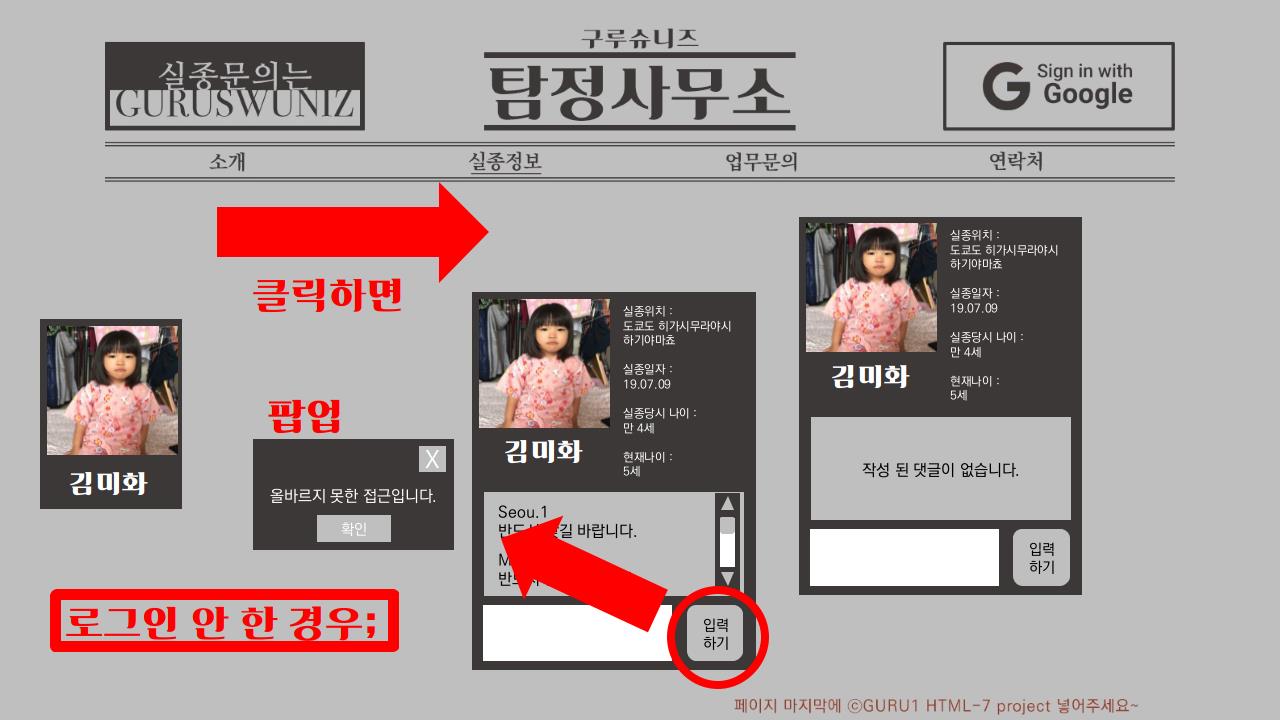 실종문의는
GURUSWUNIZ
구루슈니즈
탐정사무소
G Sign in with
Google
소개
실종정보
업무문의
연락처
클릭하면
김미화
팝업
X
올바르지 못한 접근입니다.
확인
로그인 안 한 경우;
실종위치 :
도쿄도 히가시무라야시
하기야마쵸
실종일자 :
19.07.09
실종당시 나이 :
만 4세
현재나이 :
5세
김미화
Seou.1
길 바랍니다.
입력
하기
실종위치 :
도쿄도 히가시무라야시
하기야마쵸
실종일자 :
19.07.09
실종당시 나이 :
만 4세
현재나이 :
5세
김미화
작성 된 댓글이 없습니다.
입력
하기
페이지 마지막에 ⓒGURU1 HTML-7 project 넣어주세요~